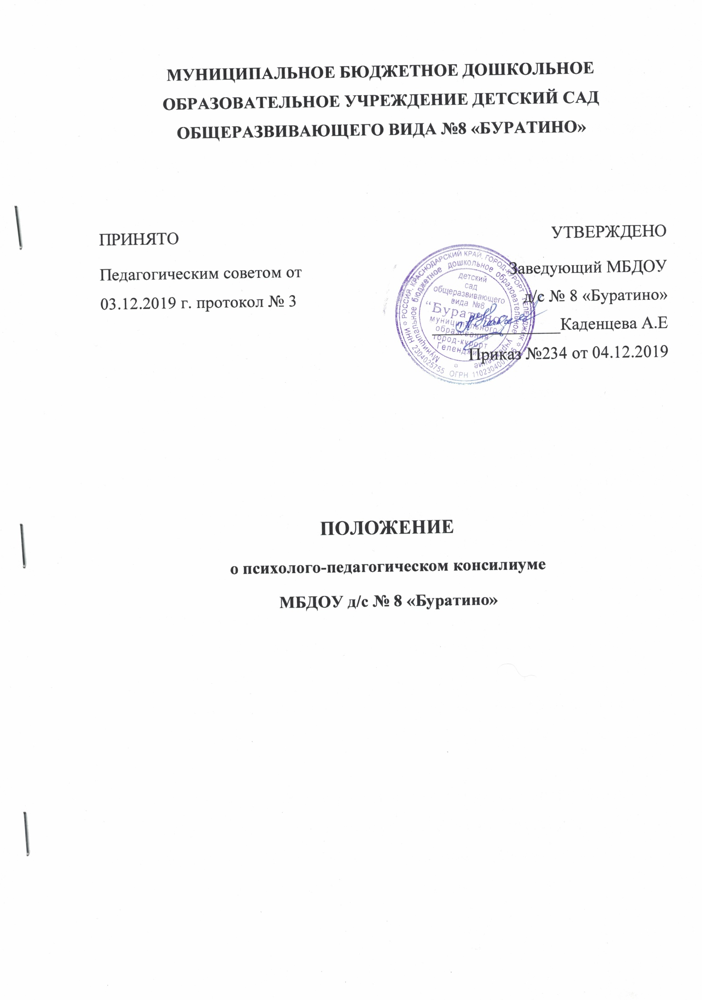 МУНИЦИПАЛЬНОЕ БЮДЖЕТНОЕ ДОШКОЛЬНОЕ
ОБРАЗОВАТЕЛЬНОЕ УЧРЕЖДЕНИЕ ДЕТСКИЙ САД
ОБЩЕРАЗВИВАЮЩЕГО ВИДА №8 «БУРАТИНО»
ПРИНЯТО
Педагогическим советом от
03.12.2019 г. протокол № 3
УТВЕРЖДЕНО
Заведующий МБДОУ
д/с № 8 «Буратино»
Каденцева А.Е
Приказ №234 от 04.12.2019
РОССИЯ, КРАСНОДАРСКИЙ КРАЙ, ГОРОД-КУРОРТ ГЕЛЕНДЖИК
ИНН 2304025755 ОГРН
Муниципальное бюджетное дошкольное образовательное учреждение
детский
сад
общеразвивающего
вида №8
“Буратино
муниципального
образования
город-курорт
Геленджик
ПОЛОЖЕНИЕ
о психолого-педагогическом консилиуме
МБДОУ д/с № 8 «Буратино»